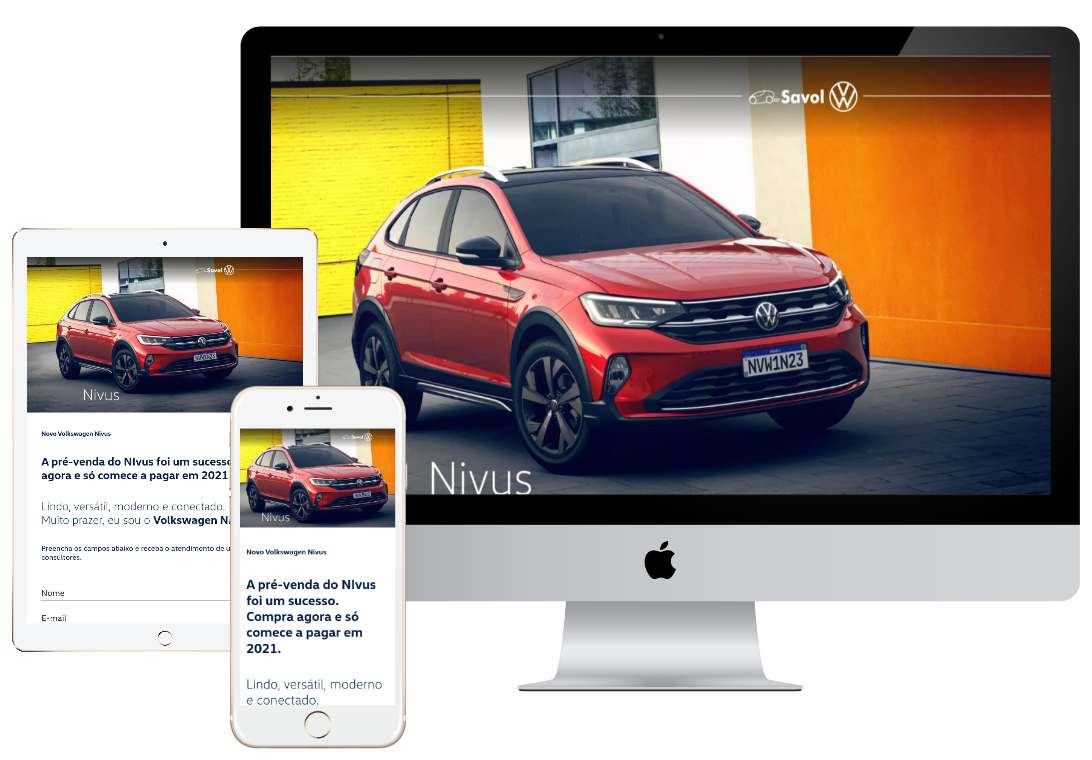 Savol
NVW1N23
Nivus
Savol
Nivus
Novo Volkswagen Nivus
A pré-venda do NIvus foi um sucesso
agora e só comece a pagar em 2021
Lindo, versátil, moderno e conectado.
Muito prazer, eu sou o Volkswagen N
Preencha os campos abaixo e receba o atendimento de u
consultores.
Nome
E-mail
Savol
Nivus
Novo Volkswagen Nivus
A pré-venda do NIvus
foi um sucesso.
Compra agora e só
comece a pagar em
2021.
Lindo, versátil, moderno
e conectado.